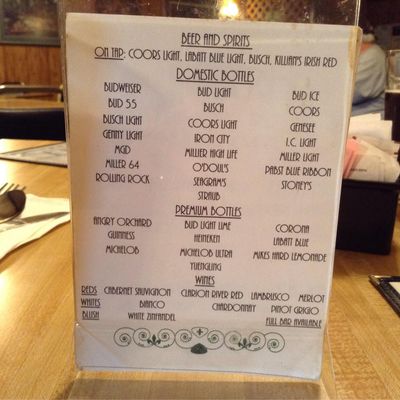 BEER AND SPIRITS
ON TAP: COORS LIGHT, LABATT BLUE LIGHT, BUSCH, KILLIAN'S IRISH RED
DOMESTIC BOTTLES
BUDWEISER BUD LIGHT BUD ICE
BUD 55 BUSCH COORS
BUSCH LIGHT COORS LIGHT GENESEE
GENNY LIGHT IRON CITY I.C. LIGHT
MGD MILLIER HIGH LIFE MILLER LIGHT
MILLER 64 O'DOUL'S PABST BLUE RIBBON
ROLLING ROCK SEAGRAM'S STONEY'S
STRAUB
PREMIUM BOTTLES
ANGRY ORCHARD BUD LIGHT LIME CORONA
GUINNESS HEINEKEN LABATT BLUE
MICHELOB MICHELOB ULTRA MIKES HARD LEMONADE
YUENGLING
WINES
REDS CABERNET SAUVIGNON CLARION RIVER RED LAMBRUSCO MERLOT
WHITES BIANCO CHARDONNAY PINOT GRIGIO
BLUSH WHITE ZINFANDEL FULL BAR AVAILABLE